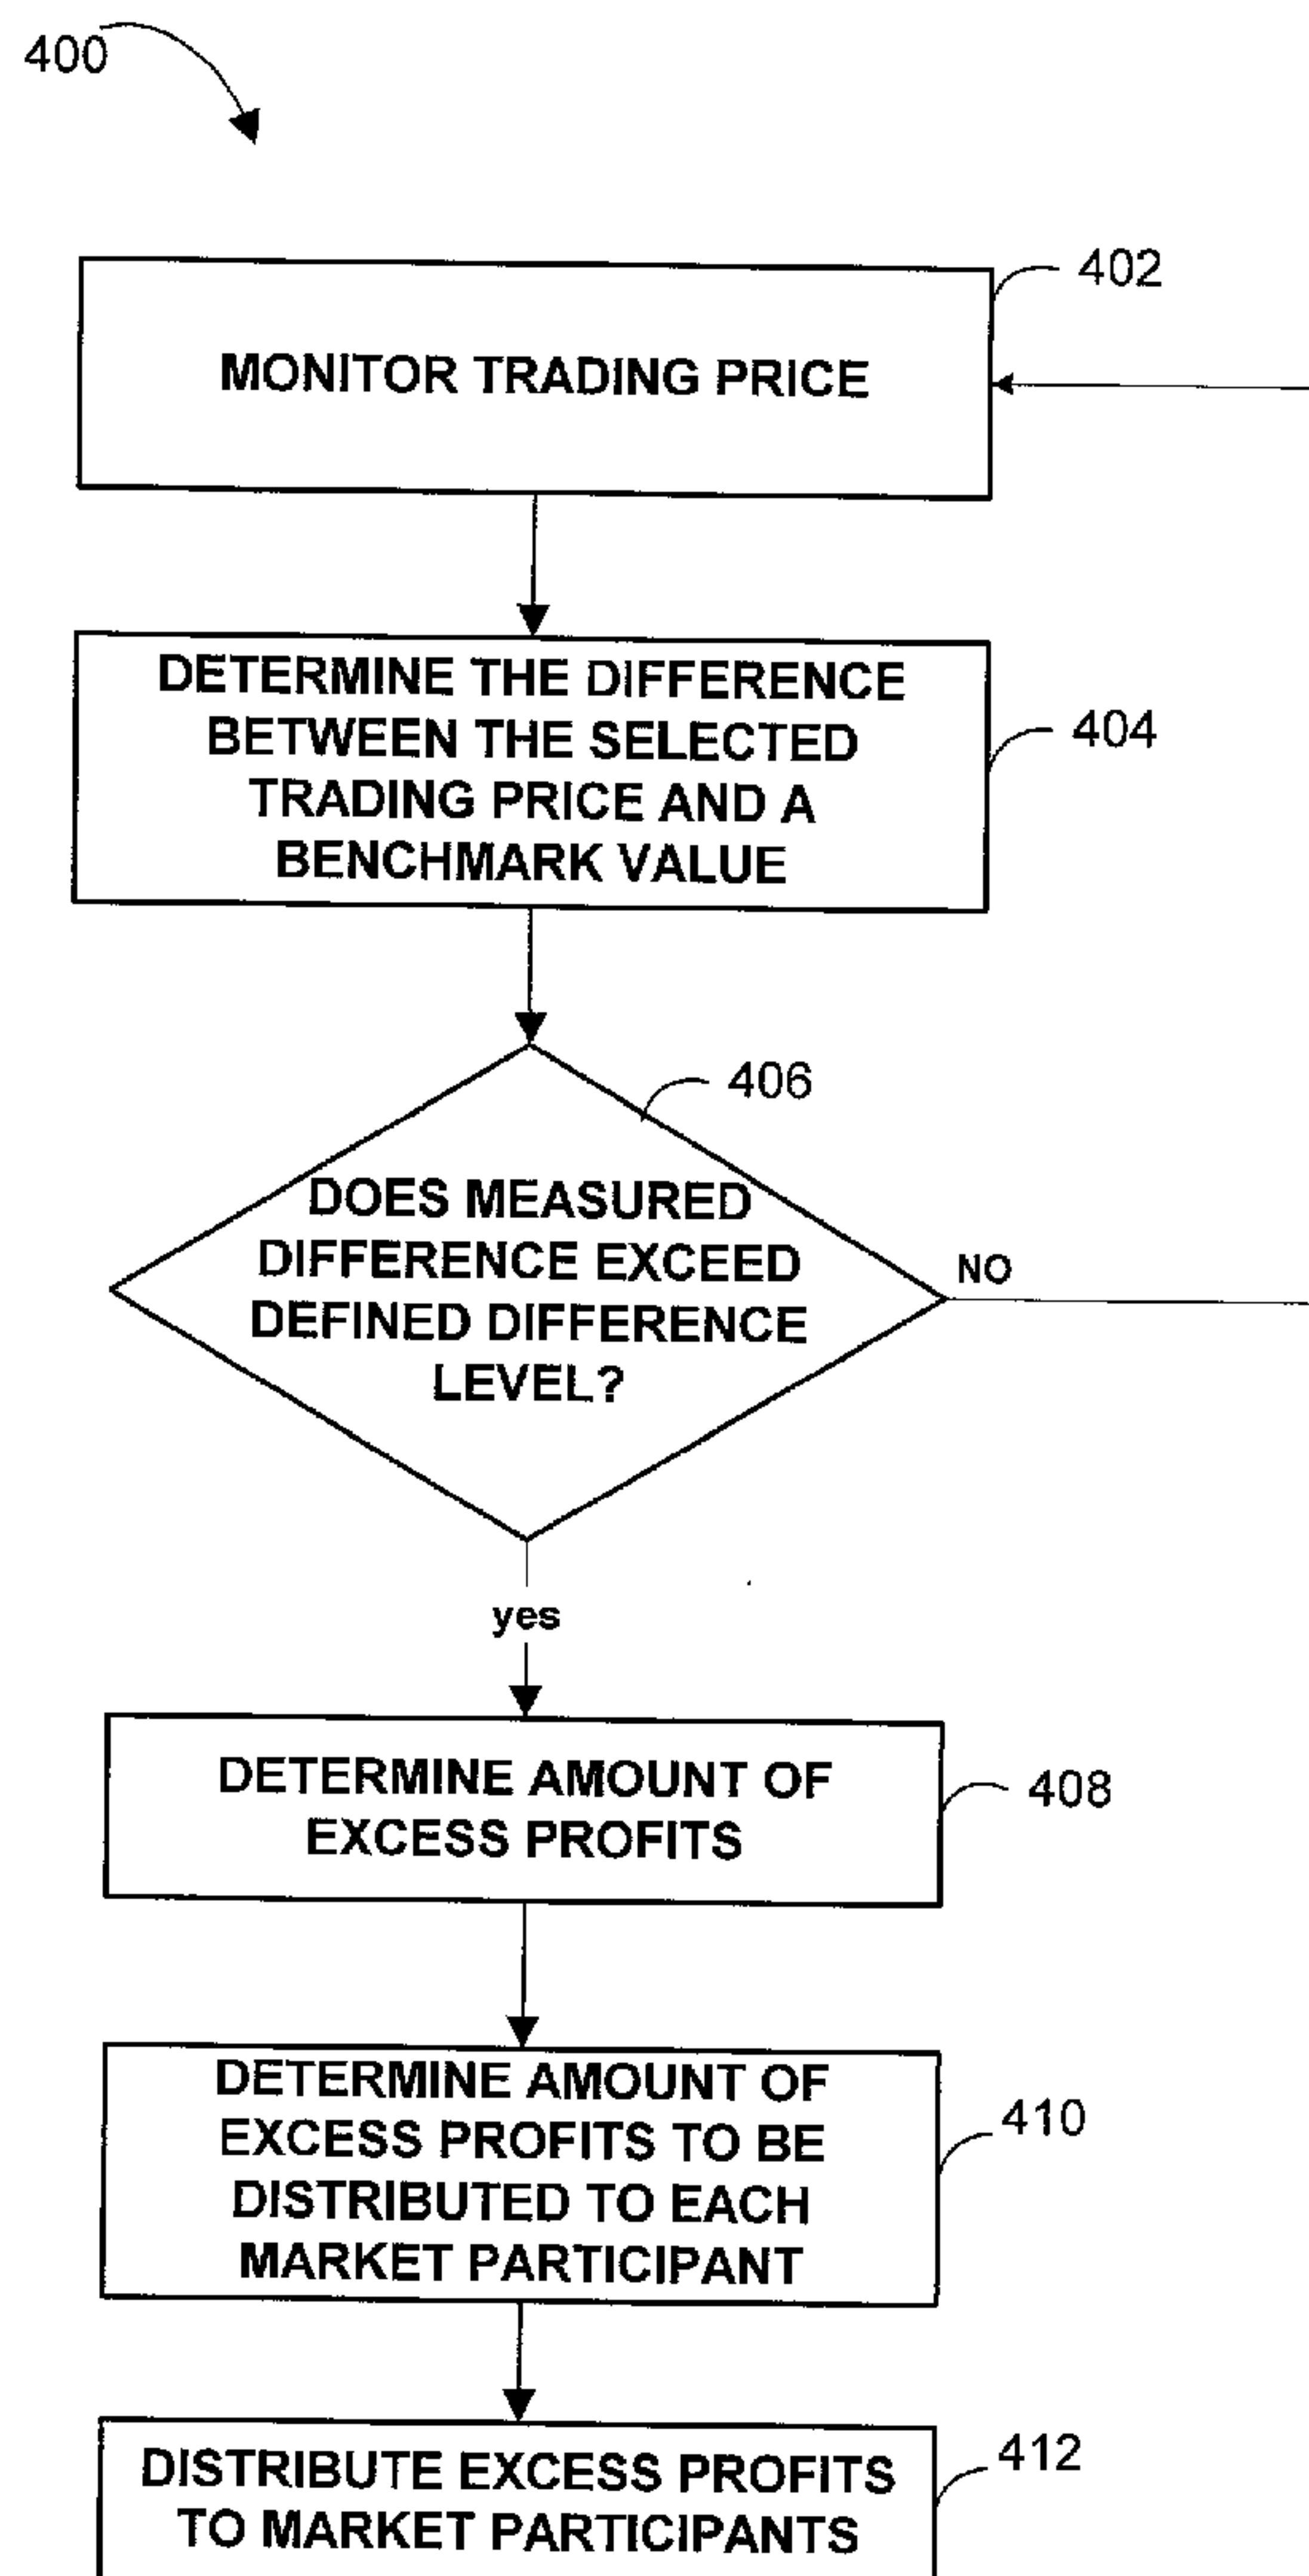 400
402
MONITOR TRADING PRICE
DETERMINE THE DIFFERENCE
BETWEEN THE SELECTED
TRADING PRICE AND A
BENCHMARK VALUE
404
406
DOES MEASURED
DIFFERENCE EXCEED
DEFINED DIFFERENCE
LEVEL?
NO
yes
DETERMINE AMOUNT OF
EXCESS PROFITS
408
DETERMINE AMOUNT OF
EXCESS PROFITS TO BE
DISTRIBUTED TO EACH
MARKET PARTICIPANT
410
DISTRIBUTE EXCESS PROFITS
TO MARKET PARTICIPANTS
412